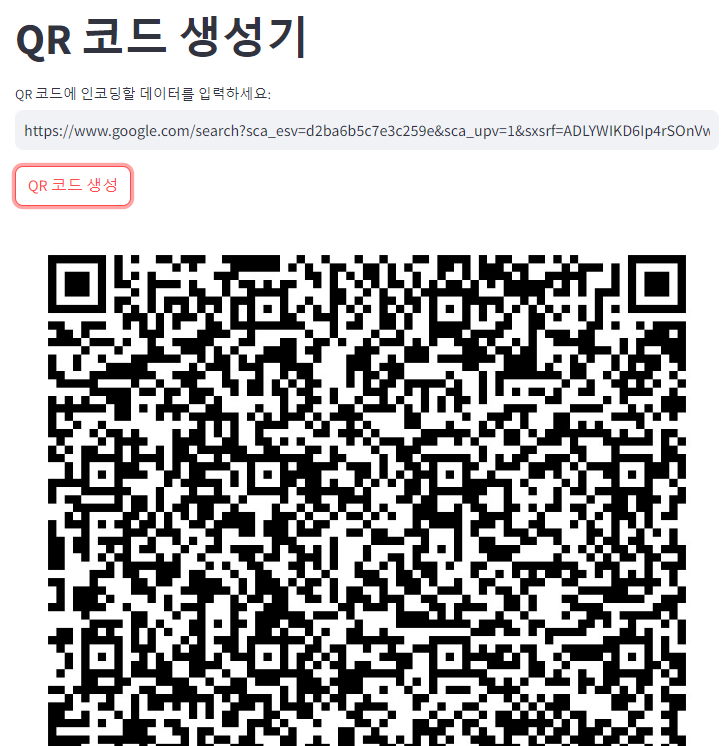 QR 코드 생성기
QR 코드에 인코딩할 데이터를 입력하세요:
https://www.google.com/search?sca_esv=d2ba6b5c7e3c259e&sca_upv=1&sxsrf=ADLYWIKD6Ip4rSOnVw
QR 코드 생성